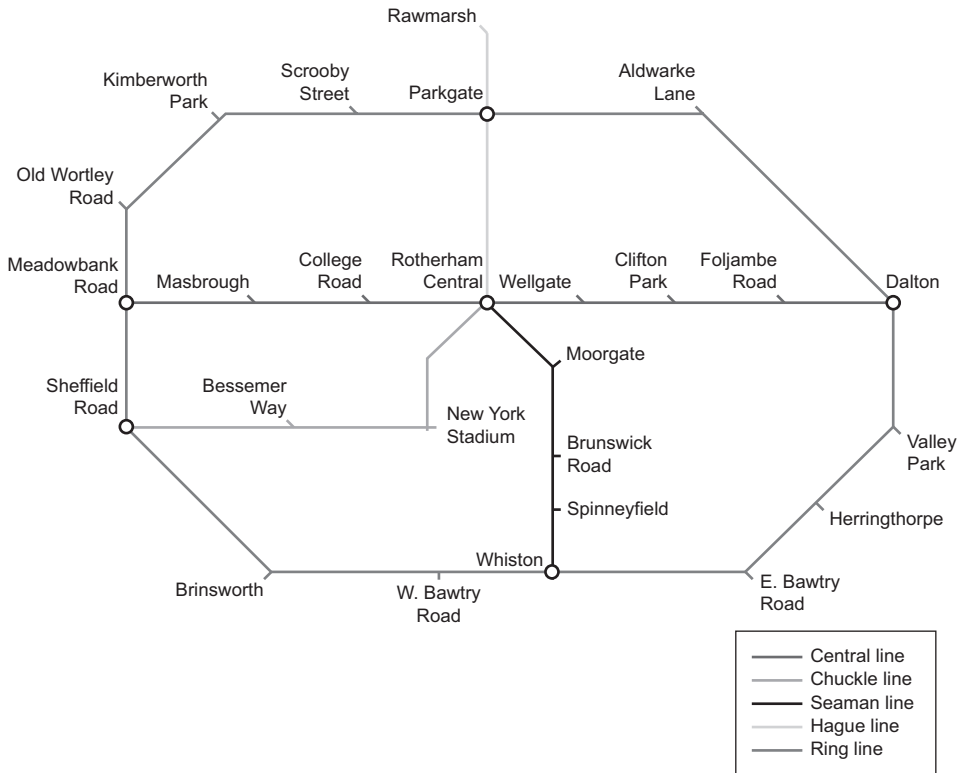 Rawmarsh
Scrooby
Street
Parkgate
Aldwarke
Lane
Kimberworth
Park
Old Wortley
Road
Meadowbank
Road
Masbrough
College
Road
Rotherham
Central
Wellgate
Clifton
Park
Foljambe
Road
Dalton
Moorgate
Sheffield
Road
Bessemer
Way
New York
Stadium
Brunswick
Road
Valley
Park
Spinneyfield
Herringthorpe
Whiston
Brinsworth
W. Bawtry
Road
E. Bawtry
Road
Central line
Chuckle line
Seaman line
Hague line
Ring line